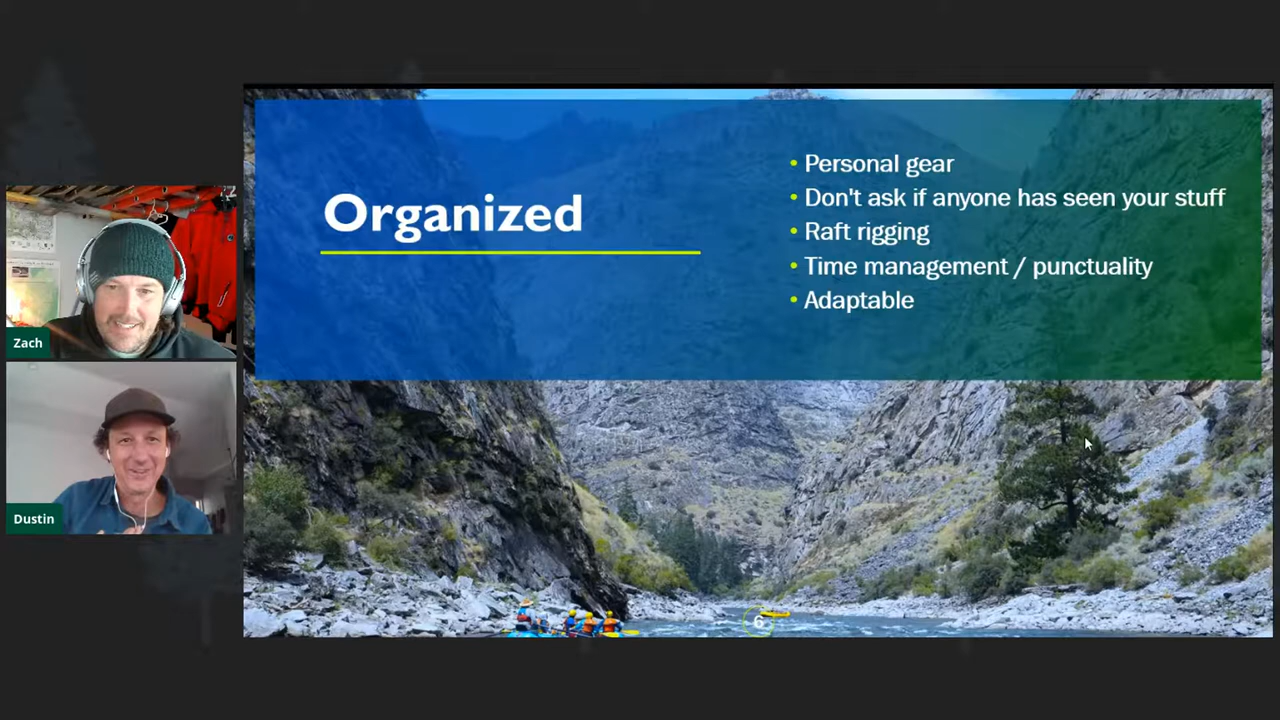 Organized
• Personal gear
• Don't ask if anyone has seen your stuff
• Raft rigging
• Time management / punctuality
• Adaptable
Zach
Dustin
6